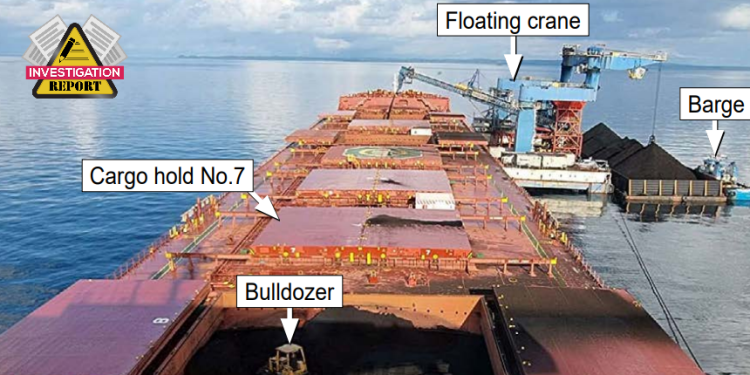 INVESTIGATION
REPORT
Floating crane
Barge
Cargo hold No.7
Bulldozer